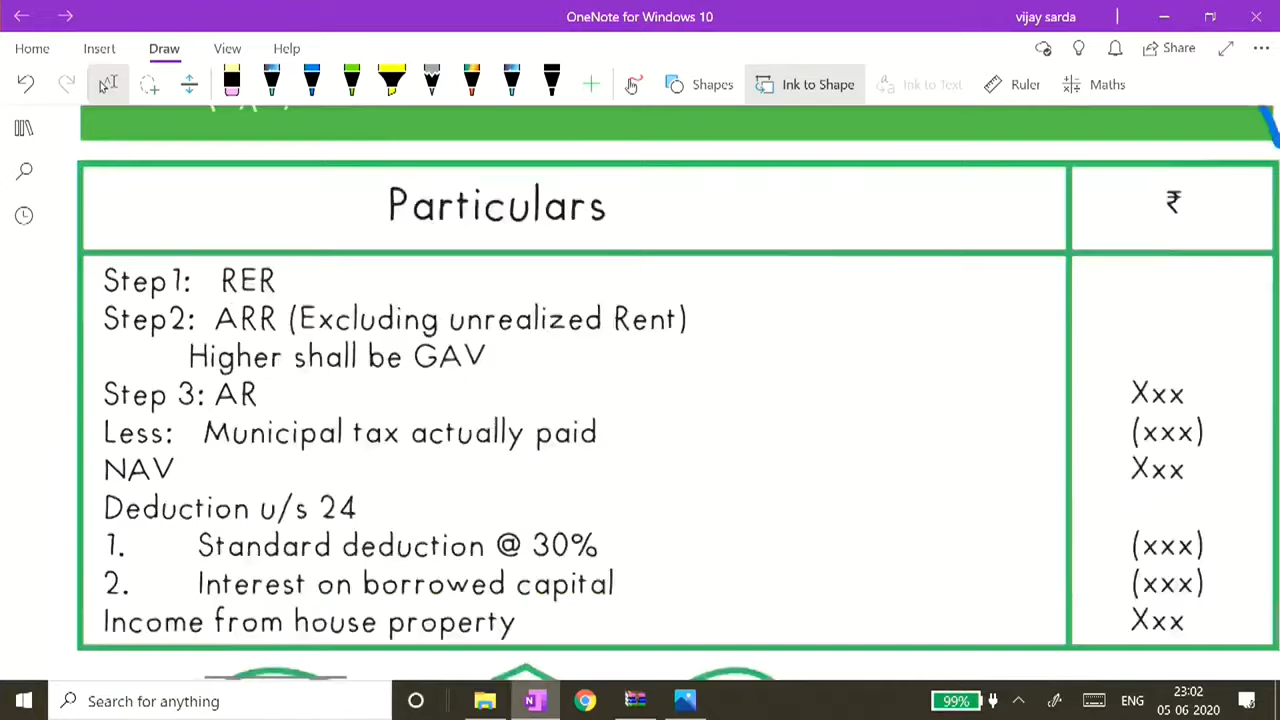 OneNote for Windows 10
vijay sarda
Home Insert Draw View Help
Share
Shapes Ink to Shape Ink to Text Ruler Maths
Particulars ₹
Step1: RER
Step2: ARR (Excluding unrealized Rent)
Higher shall be GAV
Step 3: AR Xxx
Less: Municipal tax actually paid (xxx)
NAV Xxx
Deduction u/s 24
1. Standard deduction @ 30% (xxx)
2. Interest on borrowed capital (xxx)
Income from house property Xxx
Search for anything
99%
ENG
23:02
05-06-2020